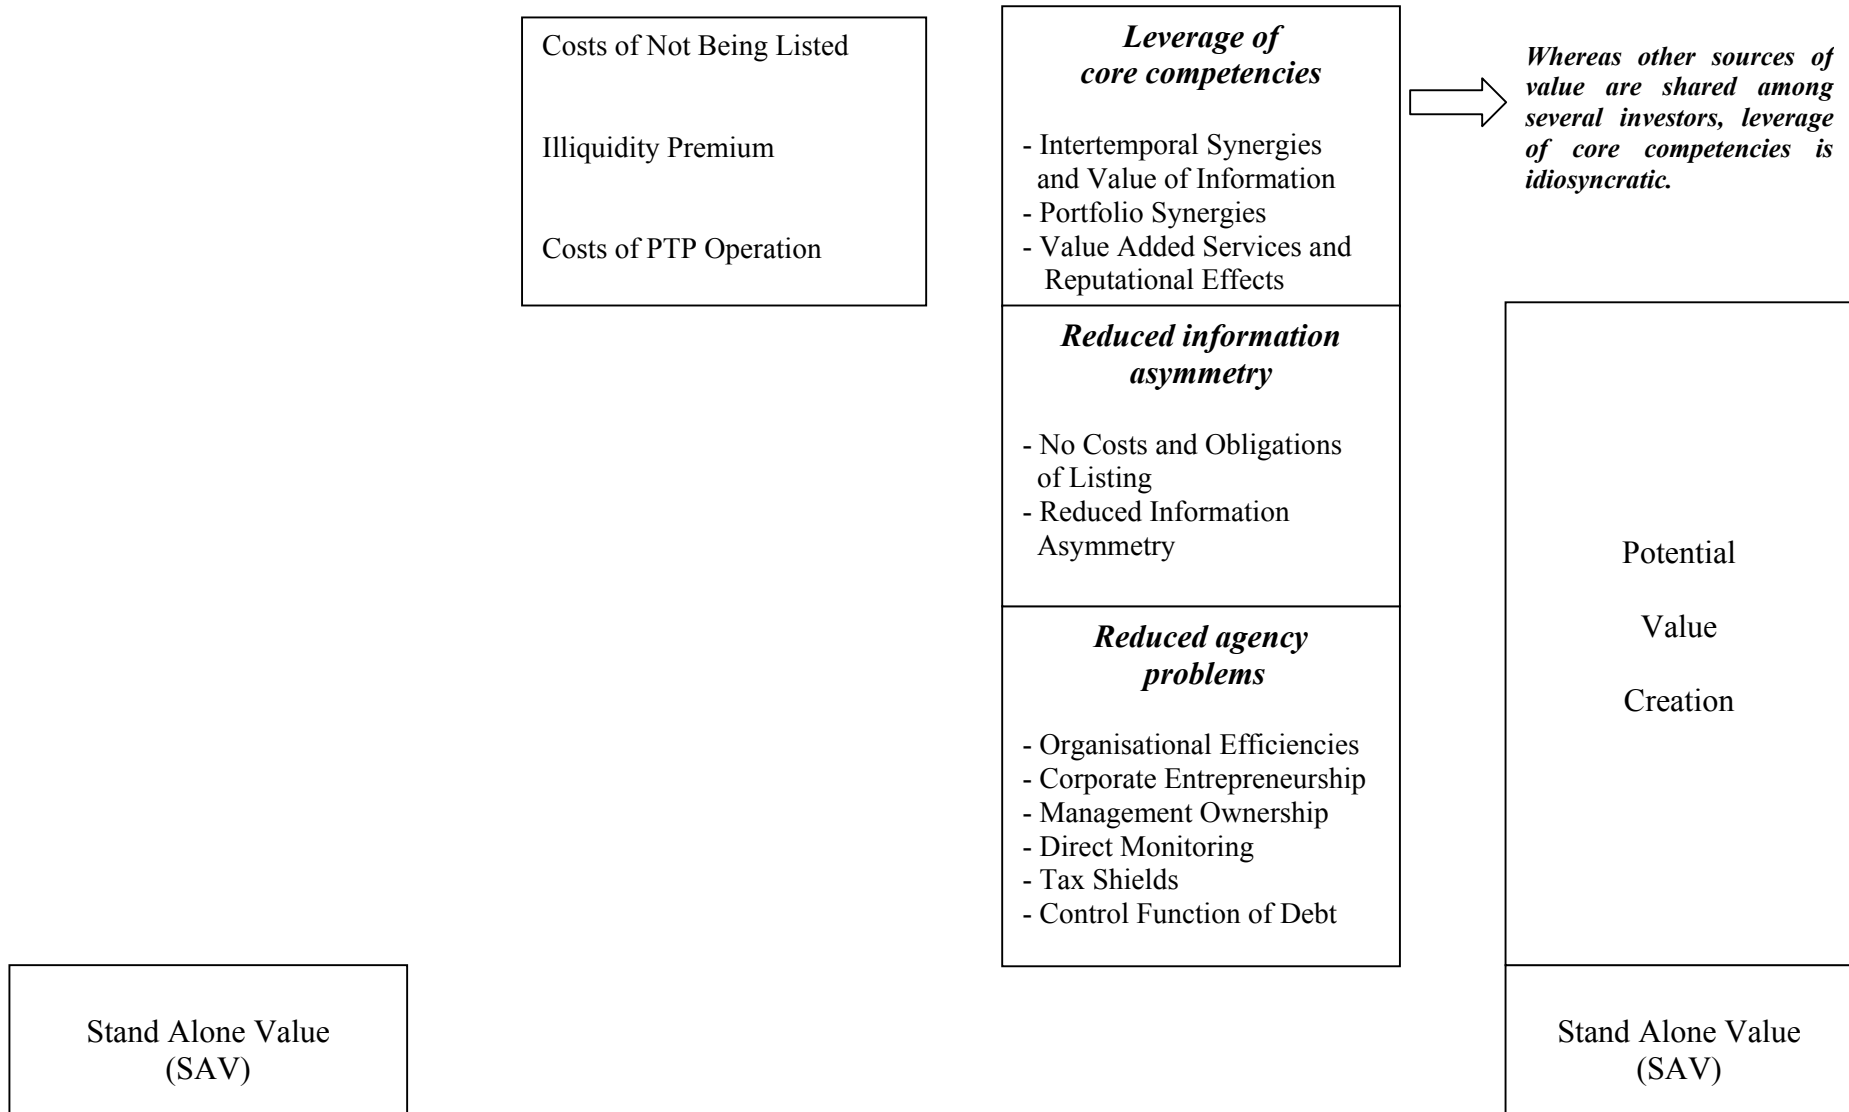 Costs of Not Being Listed
Illiquidity Premium
Costs of PTP Operation
Leverage of
core competencies
- Intertemporal Synergies
and Value of Information
- Portfolio Synergies
- Value Added Services and
Reputational Effects
Whereas other sources of
value are shared among
several investors, leverage
of core competencies is
idiosyncratic.
Reduced information
asymmetry
- No Costs and Obligations
of Listing
- Reduced Information
Asymmetry
Reduced agency
problems
- Organisational Efficiencies
- Corporate Entrepreneurship
- Management Ownership
- Direct Monitoring
- Tax Shields
- Control Function of Debt
Potential
Value
Creation
Stand Alone Value
(SAV)
Stand Alone Value
(SAV)